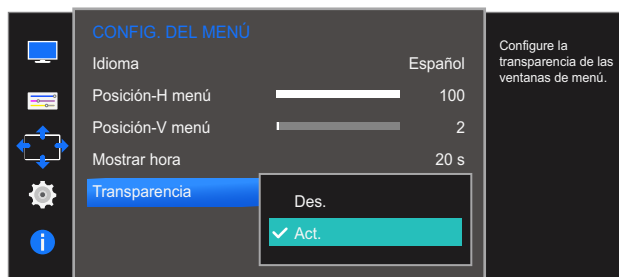 CONFIG. DEL MENÚ
Idioma Español
Posición-H menú 100
Posición-V menú 2
Mostrar hora 20 s
Transparencia
Des.
Act.
Configure la
transparencia de las
ventanas de menú.